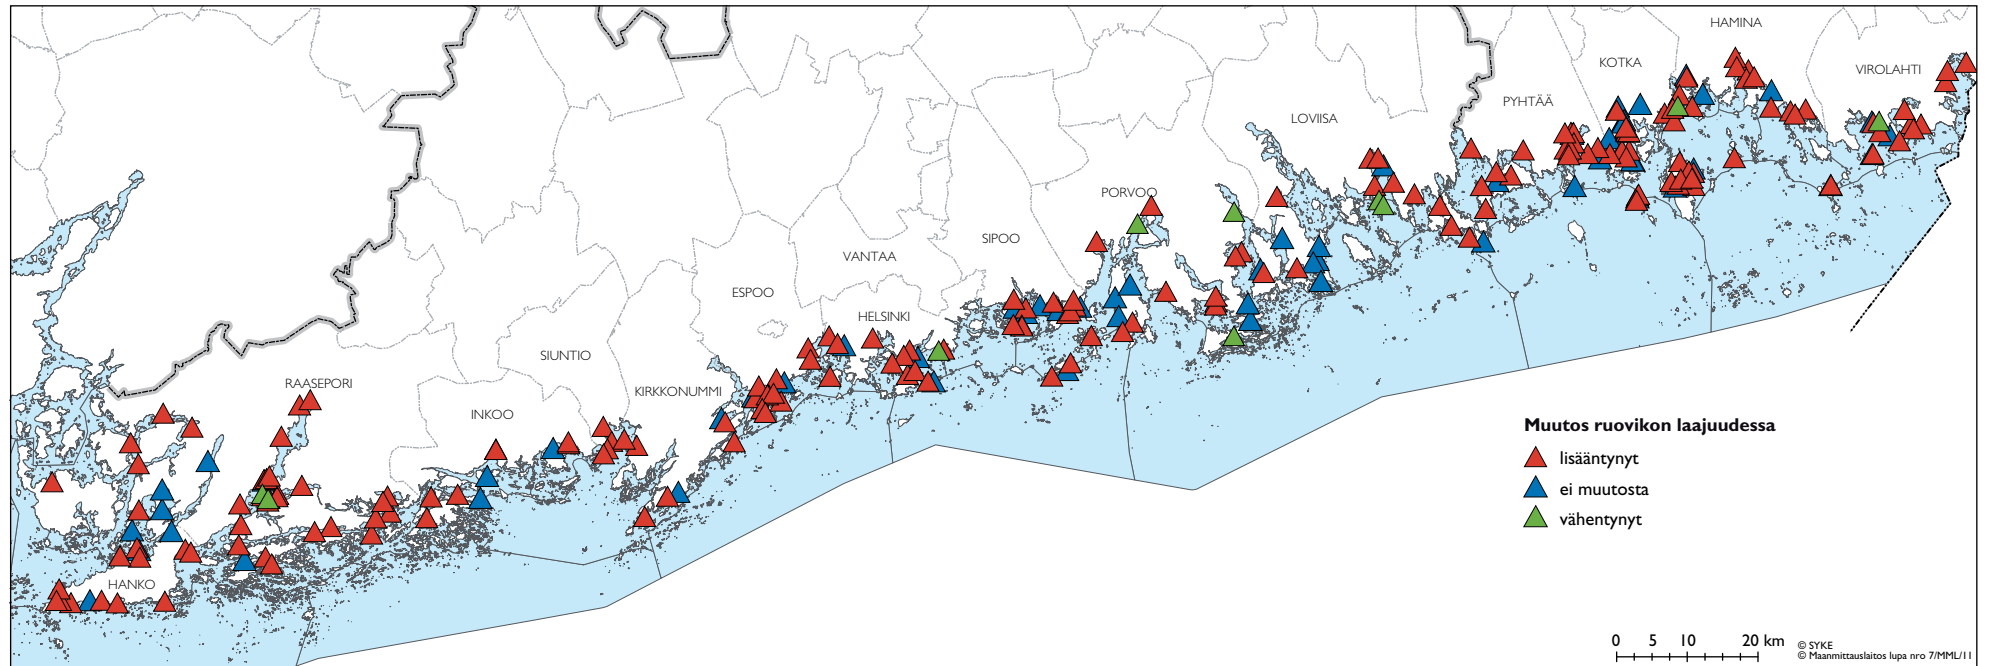 HAMINA
KOTKA
VIROLAHTI
PYHTÄÄ
LOVIISA
PORVOO
SIPOO
VANTAA
ESPOO
HELSINKI
SIUNTIO
RAASEPORI
KIRKKONUMMI
INKOO
HANKO
Muutos ruovikon laajuudessa
lisääntynyt
ei muutosta
vähentynyt
0 5 10 20 km
© SYKE
© Maanmittauslaitos lupa nro 7/MML/11